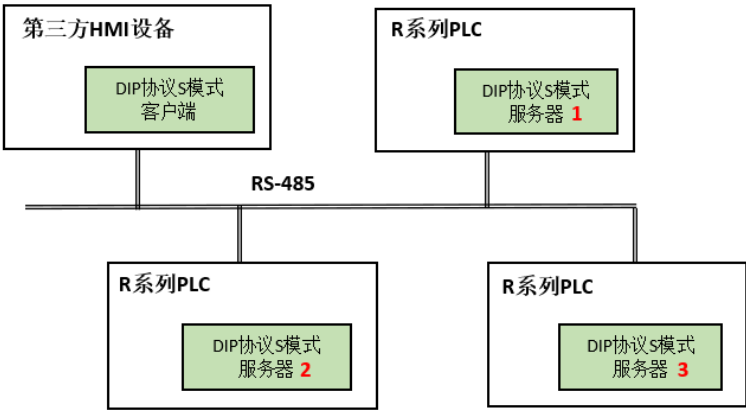 第三方HMI设备
DIP协议S模式
客户端
R系列PLC
DIP协议S模式
服务器 1
RS-485
R系列PLC
DIP协议S模式
服务器 2
R系列PLC
DIP协议S模式
服务器 3